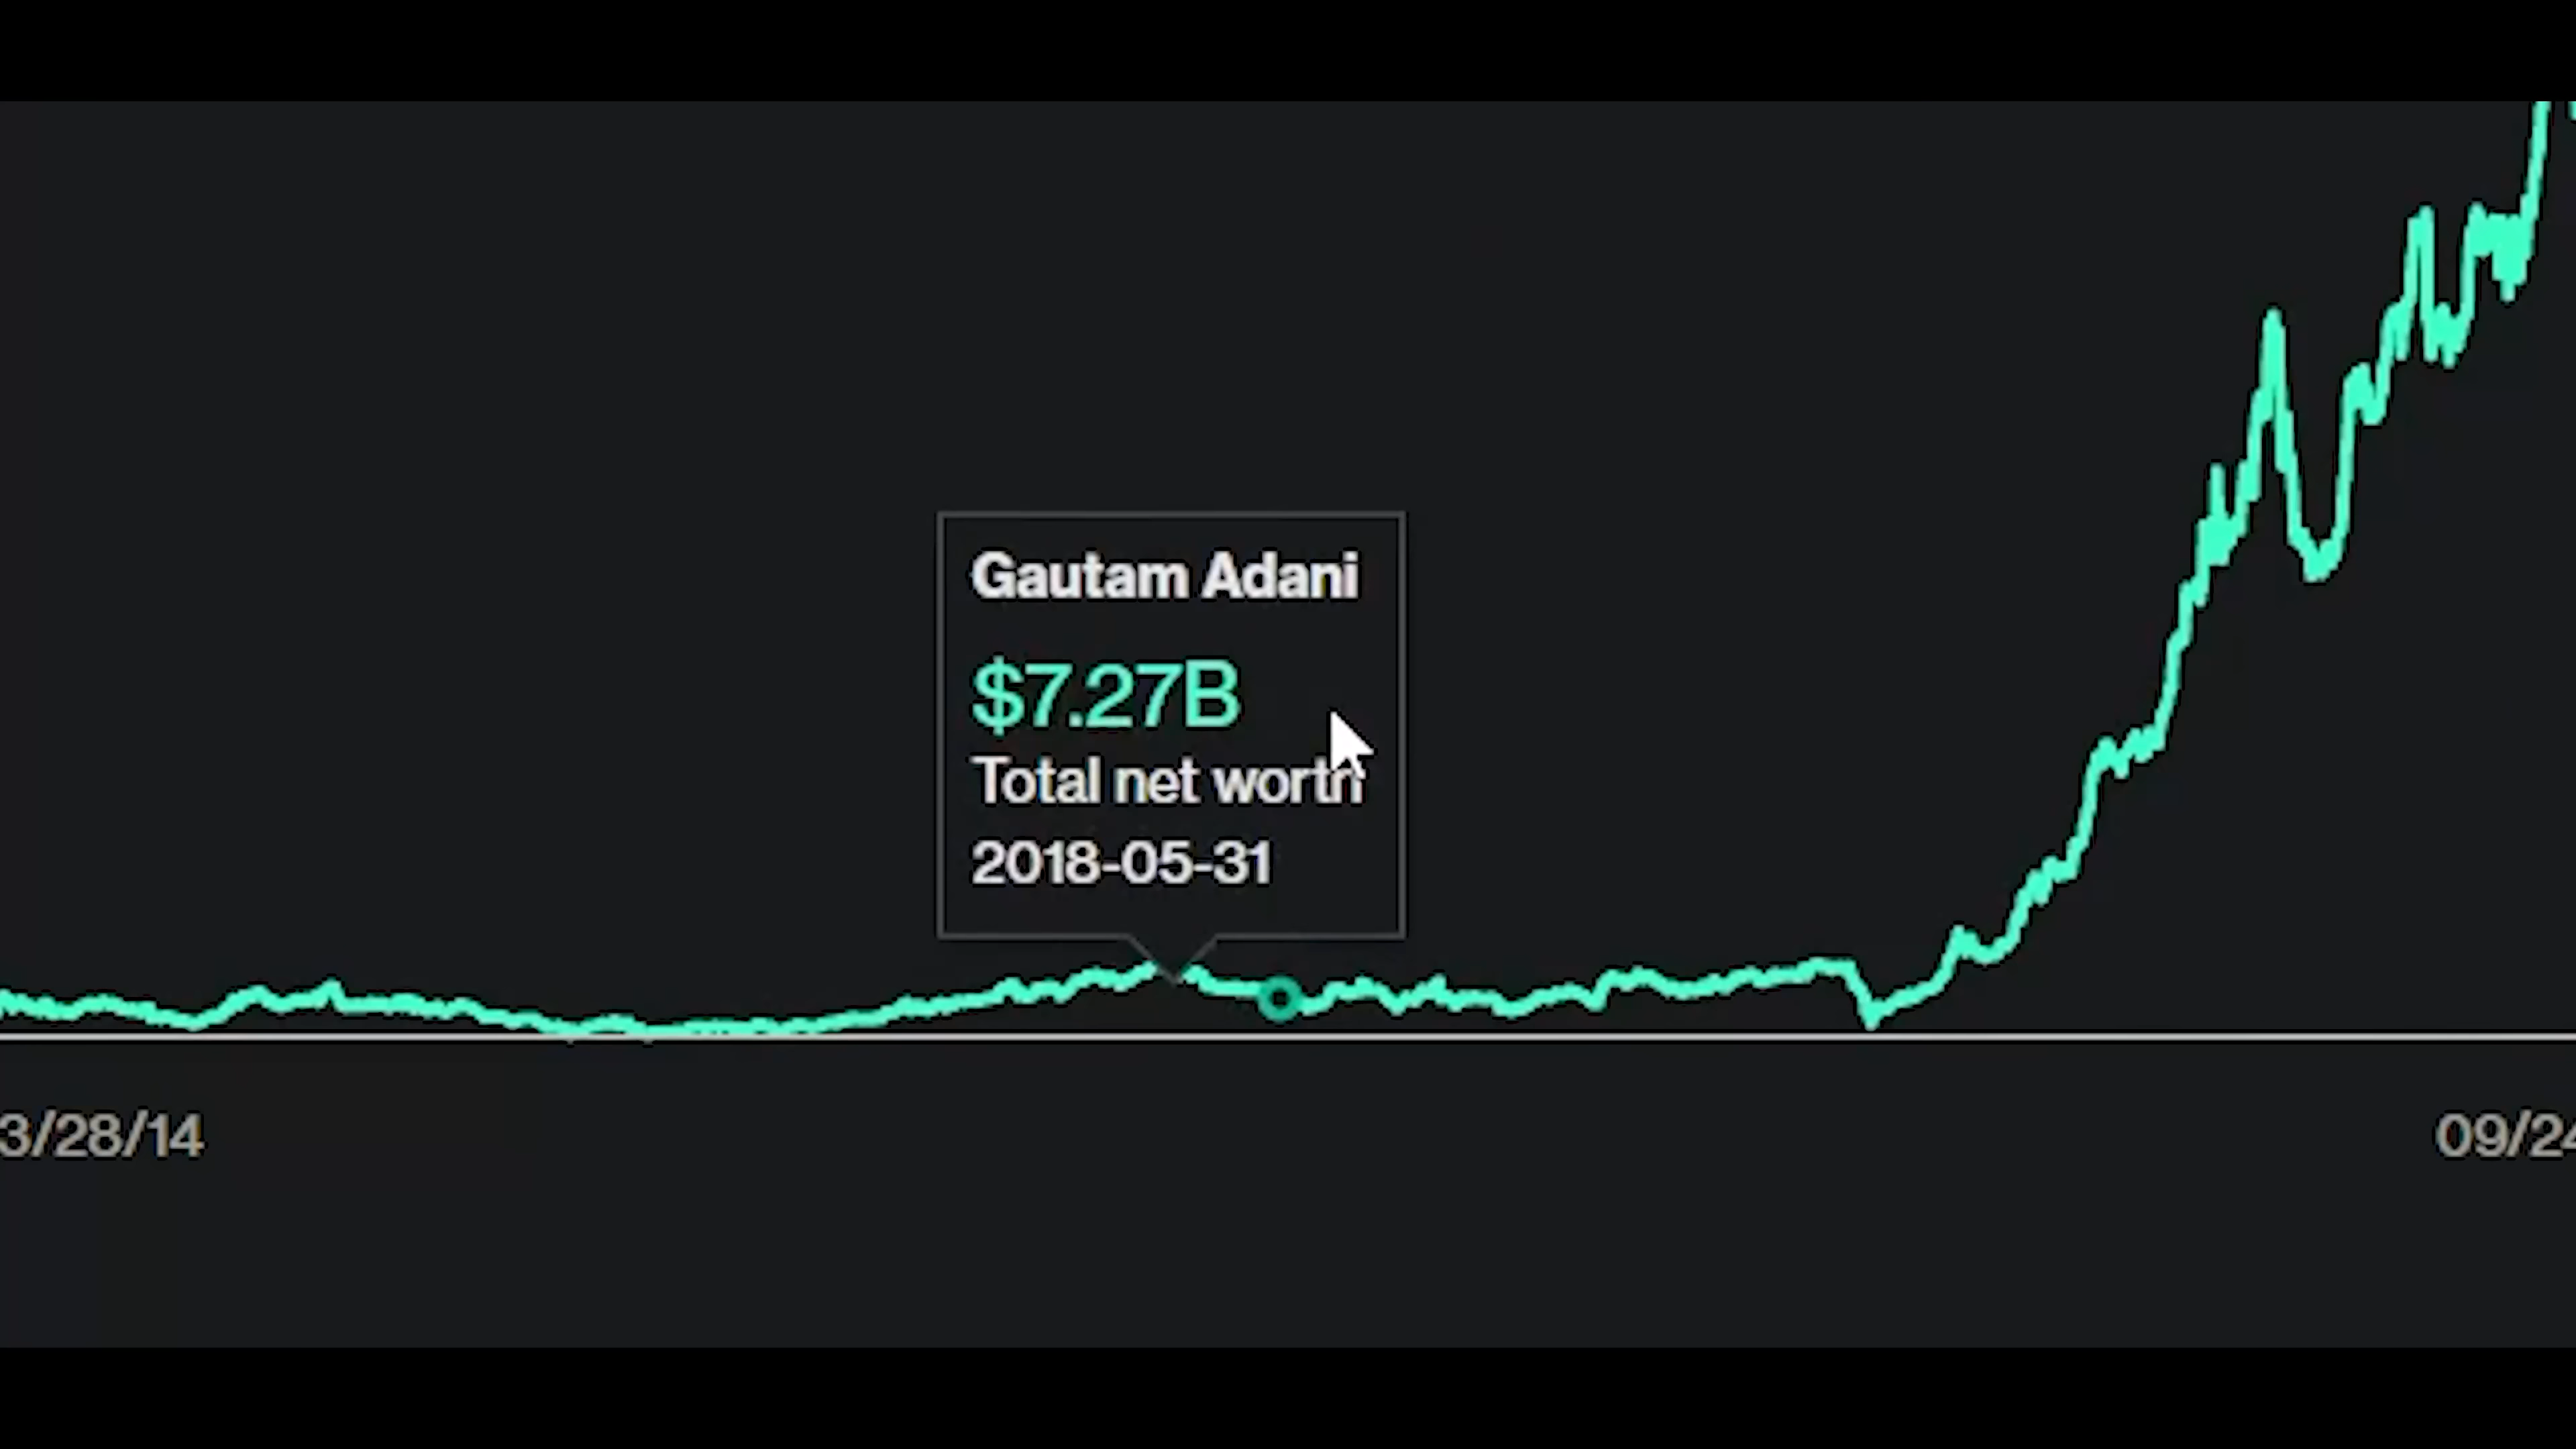 Gautam Adani
$7.27B
Total net worth
2018-05-31
3/28/14
09/24